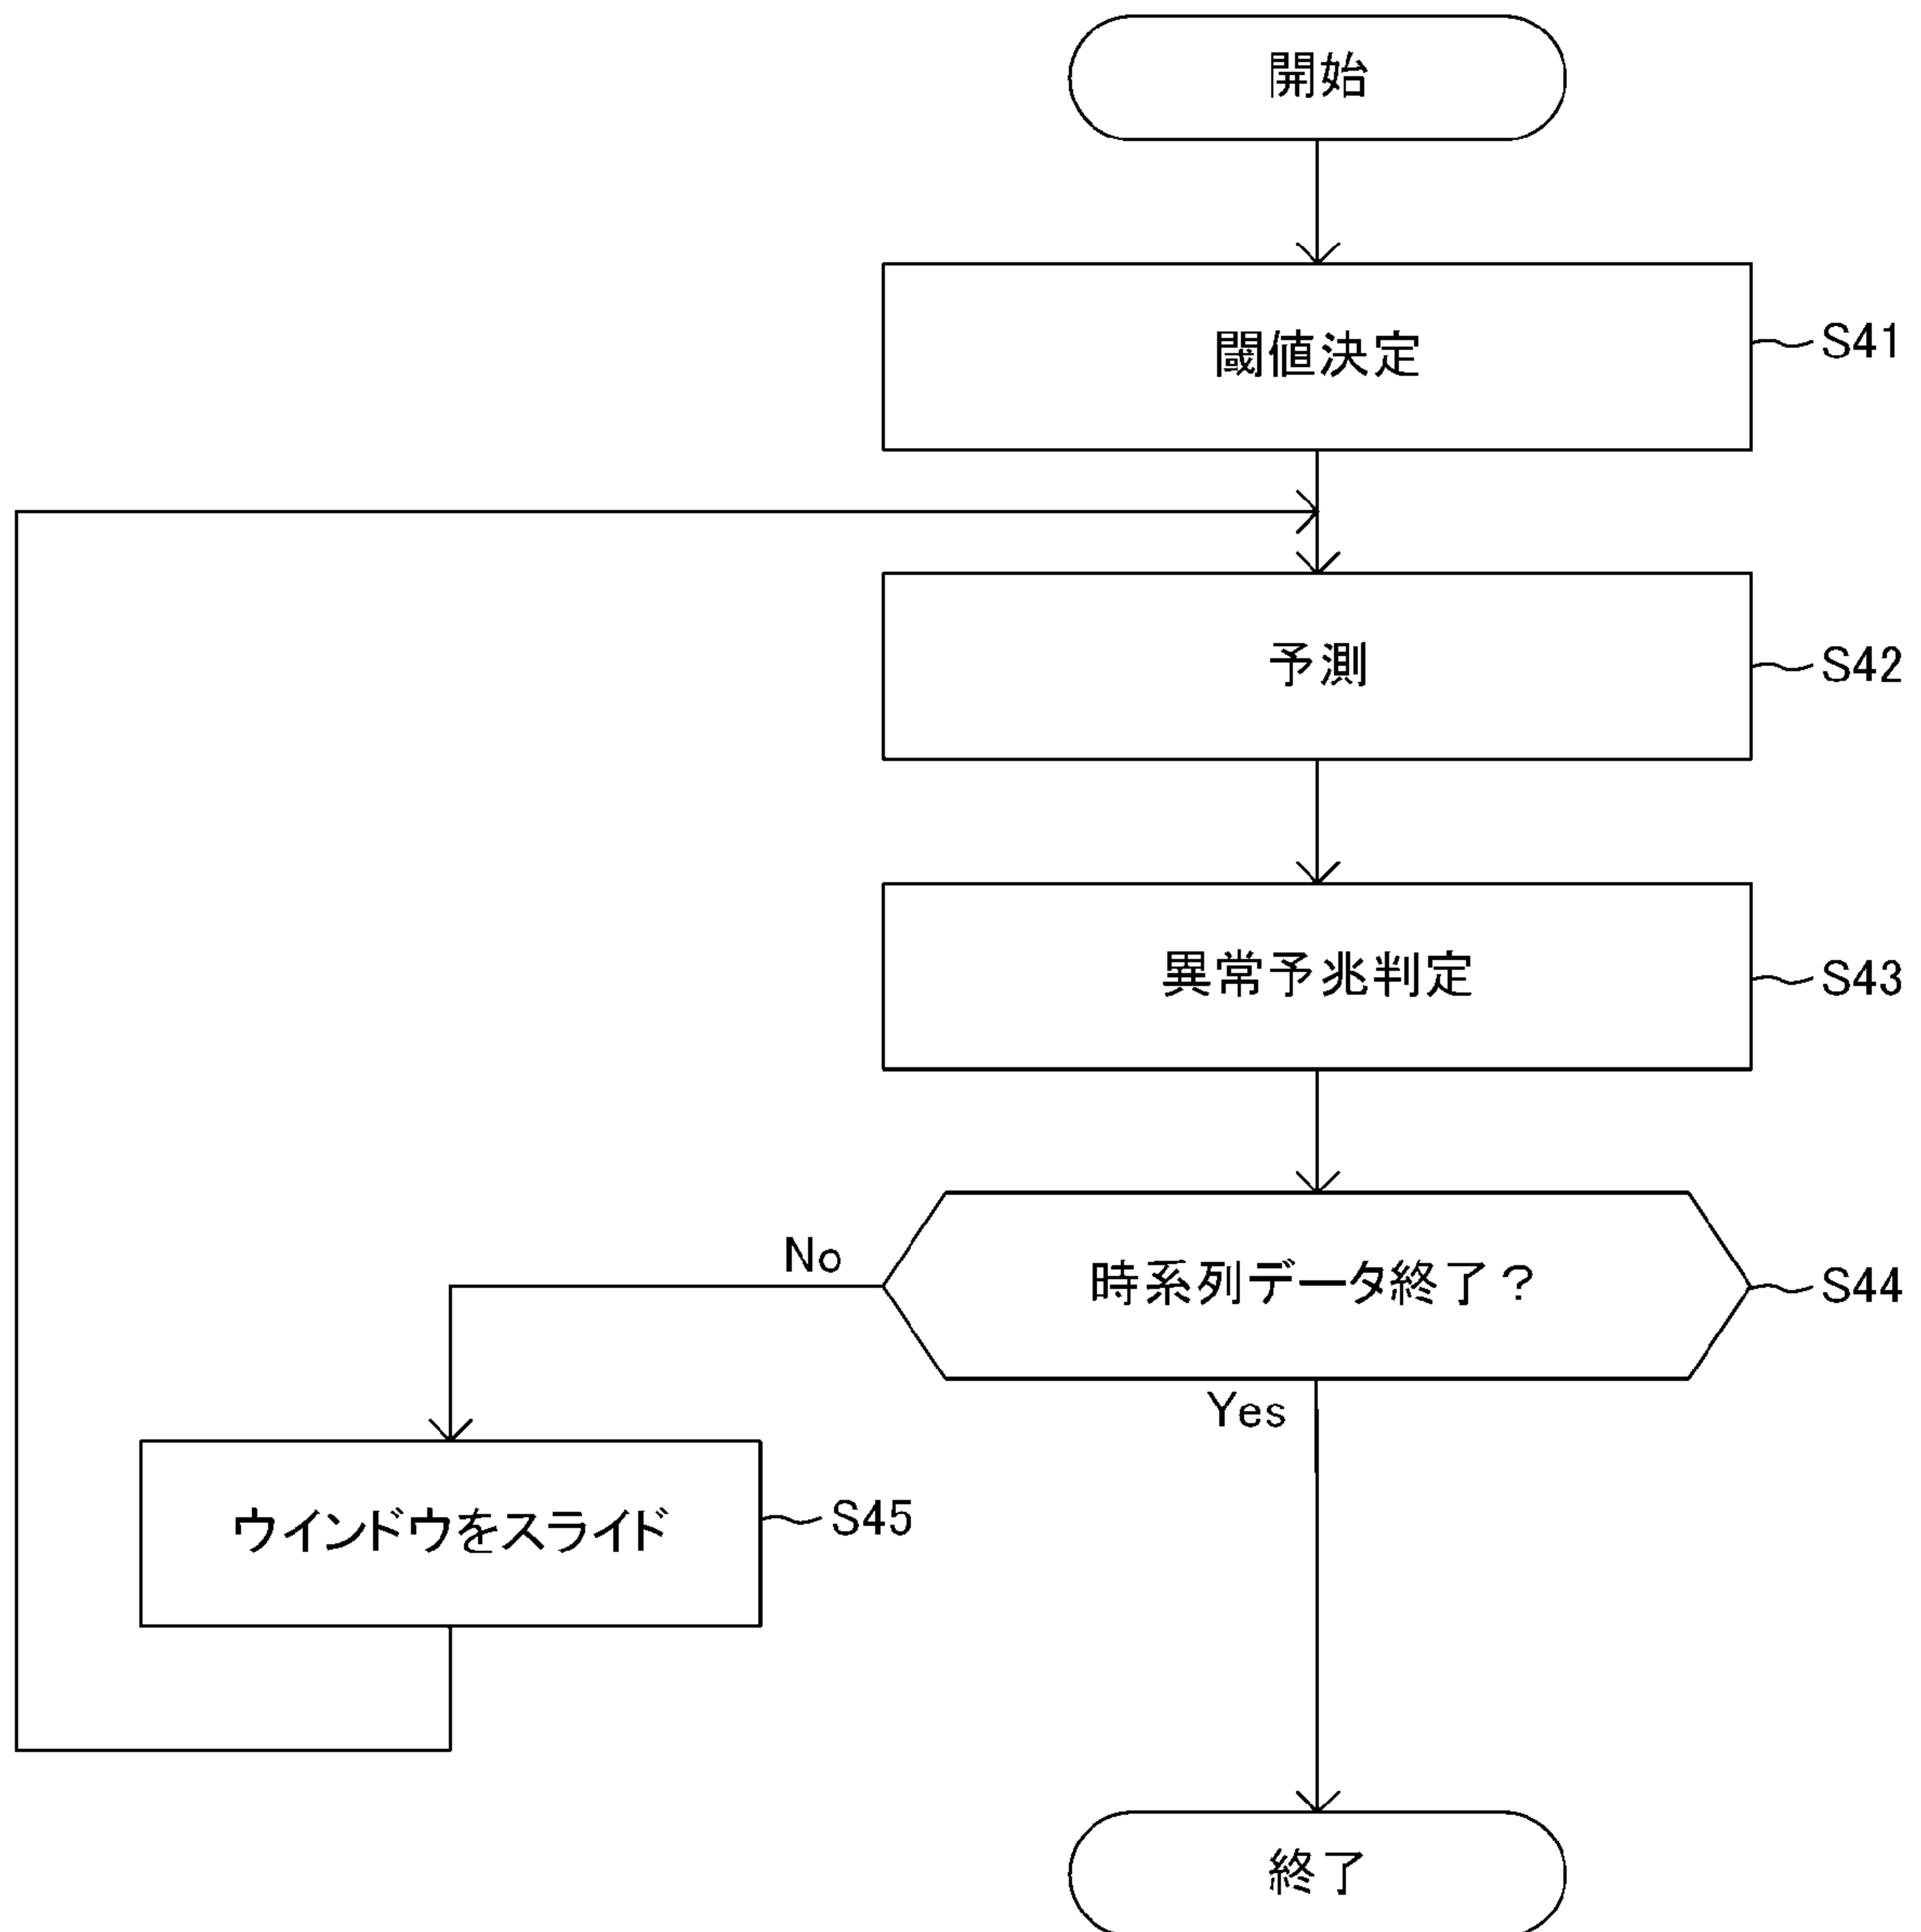 開始
閾値決定
S41
予測
S42
異常予兆判定
S43
時系列データ終了？
S44
No
Yes
ウインドウをスライド
S45
終了